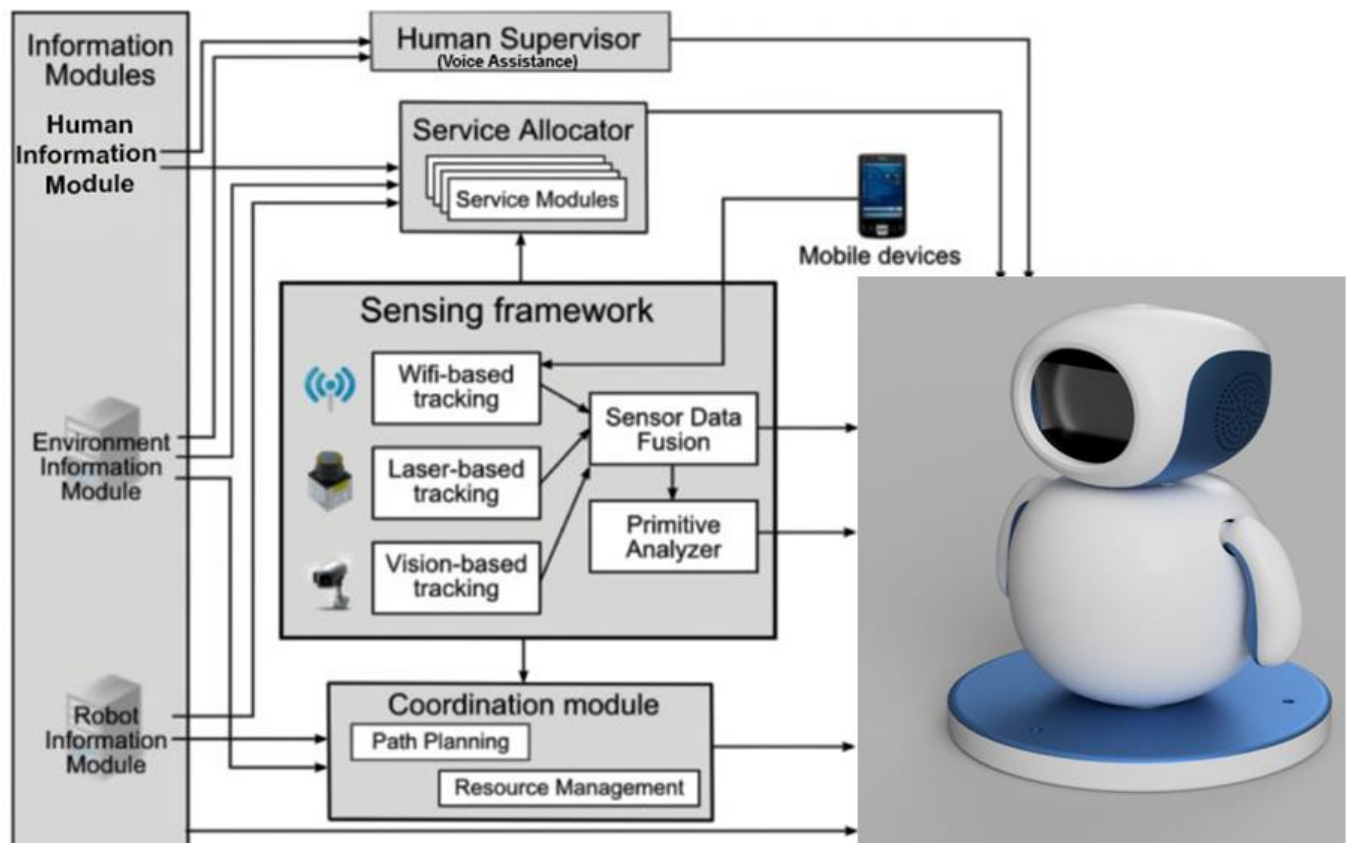 Information
Modules
Human
Information
Module
Environment
Information
Module
Robot
Information
Module
Human Supervisor
(Voice Assistance)
Service Allocator
Service Modules
Mobile devices
Sensing framework
Wifi-based
tracking
Laser-based
tracking
Vision-based
tracking
Sensor Data
Fusion
Primitive
Analyzer
Coordination module
Path Planning
Resource Management